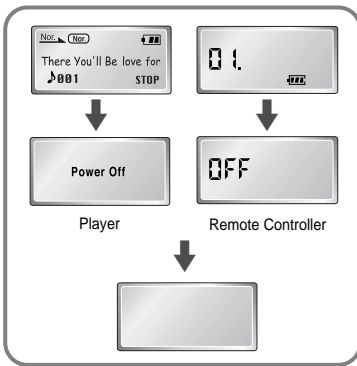 Nor. Nor.
There You'll Be love for
♪001 STOP
01.
Power Off
OFF
Player
Remote Controller